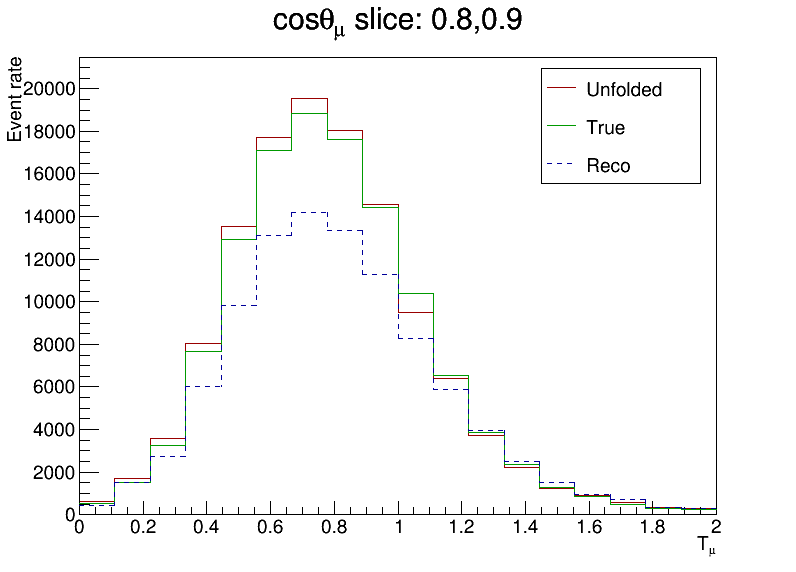 cosθμ slice: 0.8,0.9
Event rate
20000
18000
16000
14000
12000
10000
8000
6000
4000
2000
0
Unfolded
True
Reco
0 0.2 0.4 0.6 0.8 1 1.2 1.4 1.6 1.8 2
Tμ